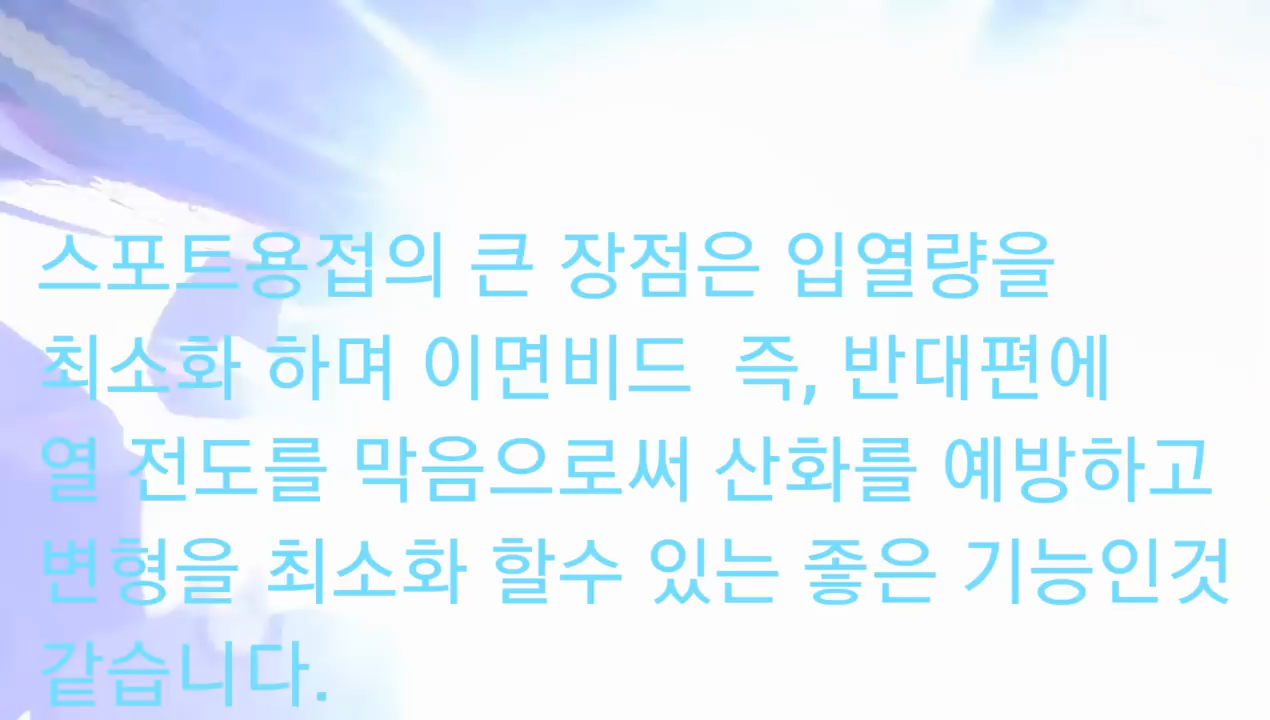 스포트용접의 큰 장점은 입열량을
최소화 하며 이면비드  즉, 반대편에
열 전도를 막음으로써 산화를 예방하고
변형을 최소화 할수 있는 좋은 기능인것
같습니다.